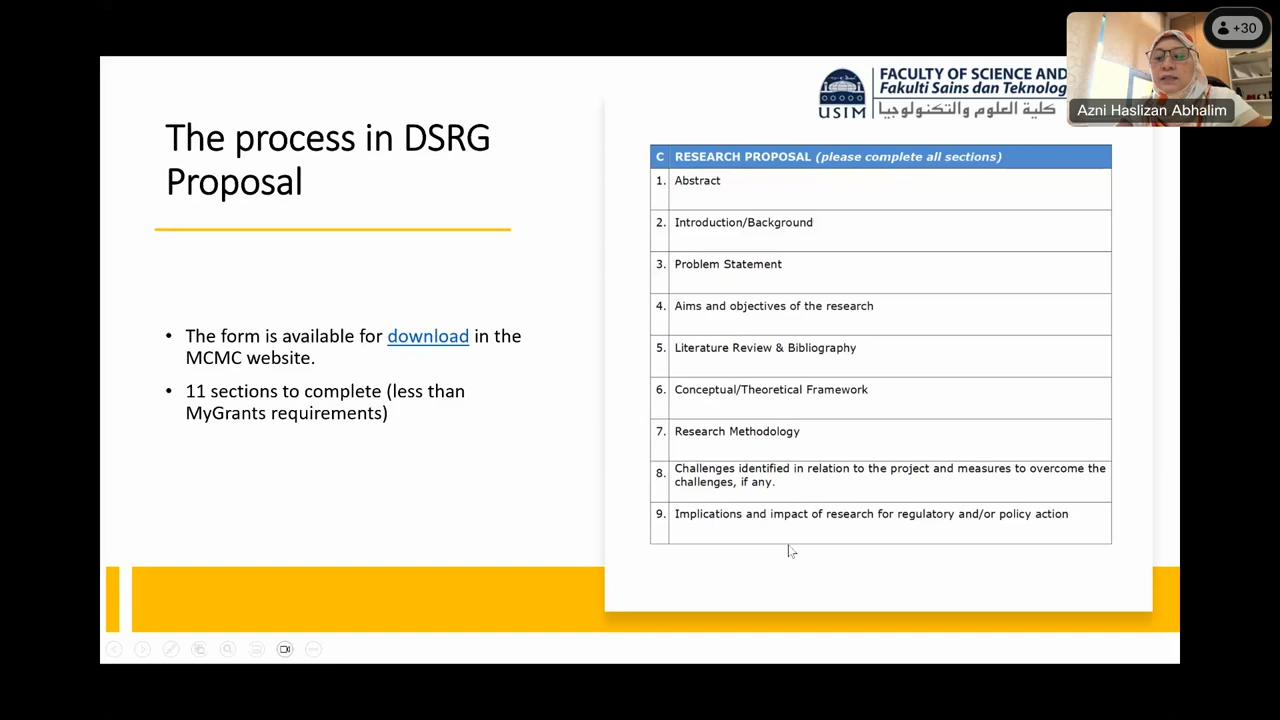 +30
Azni Haslizan Abhalim
USIM
FACULTY OF SCIENCE AND
Fakulti Sains dan Teknolog
كلية العلوم والتكنولوجيا
The process in DSRG
Proposal
• The form is available for download in the
MCMC website.
• 11 sections to complete (less than
MyGrants requirements)
C RESEARCH PROPOSAL (please complete all sections)
1. Abstract
2. Introduction/Background
3. Problem Statement
4. Aims and objectives of the research
5. Literature Review & Bibliography
6. Conceptual/Theoretical Framework
7. Research Methodology
8. Challenges identified in relation to the project and measures to overcome the
challenges, if any.
9. Implications and impact of research for regulatory and/or policy action